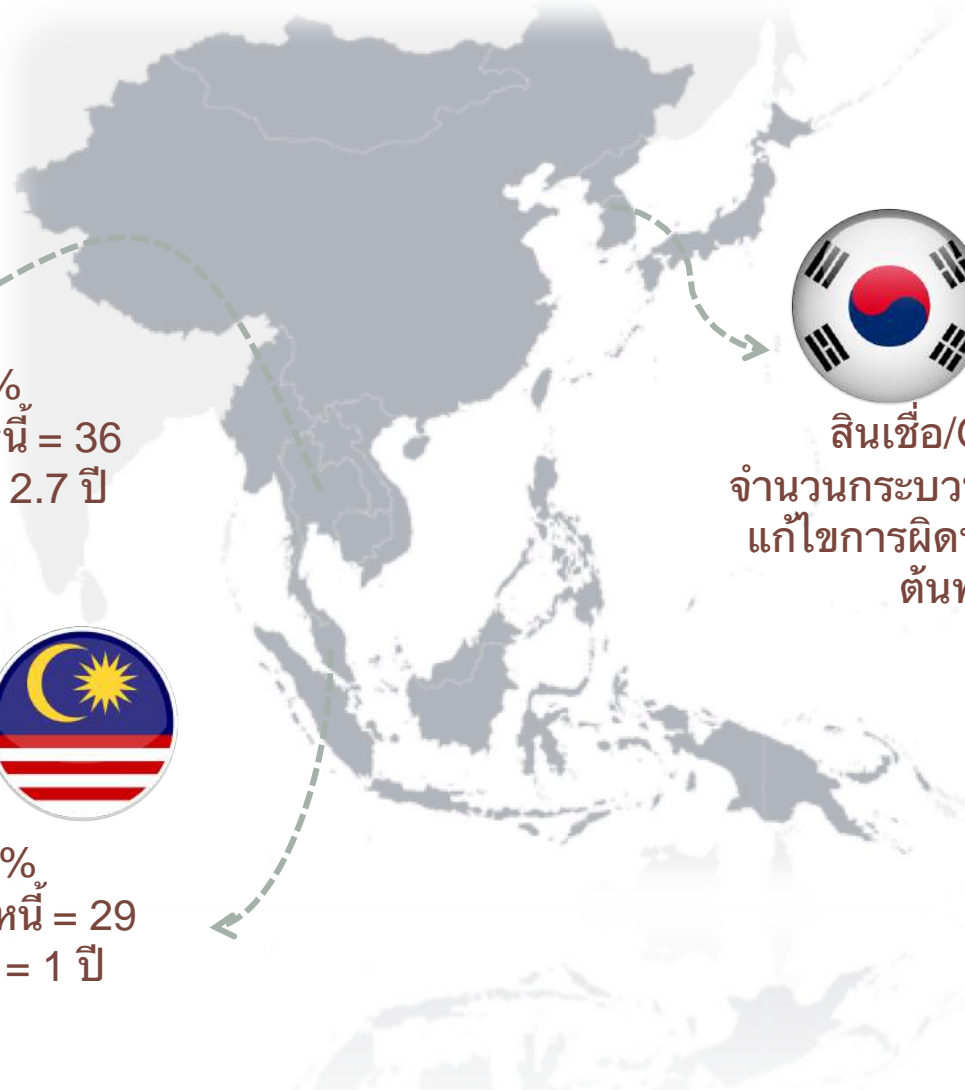 %
นี้ = 36
2.7 ปี
สินเชื่อ/
จำนวนกระบว
แก้ไขการผิด
ต้น
%
หนี้ = 29
= 1 ปี